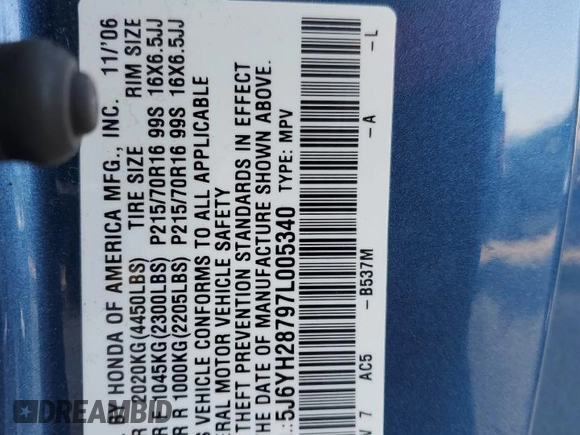 BY HONDA OF AMERICA MFG., INC. 11/'06
2020KG(4450LBS) TIRE SIZE RIM SIZE
F 1045KG(2300LBS) P215/70R16 99S 16X6.5JJ
R 1000KG(2205LBS) P215/70R16 99S 16X6.5JJ
VEHICLE CONFORMS TO ALL APPLICABLE
MOTOR VEHICLE SAFETY
THEFT PREVENTION STANDARDS IN EFFECT
DATE OF MANUFACTURE SHOWN ABOVE.
:5J6YH28797L005340 TYPE: MPV
7 AC5 -B537M -A -L
DREAMBID